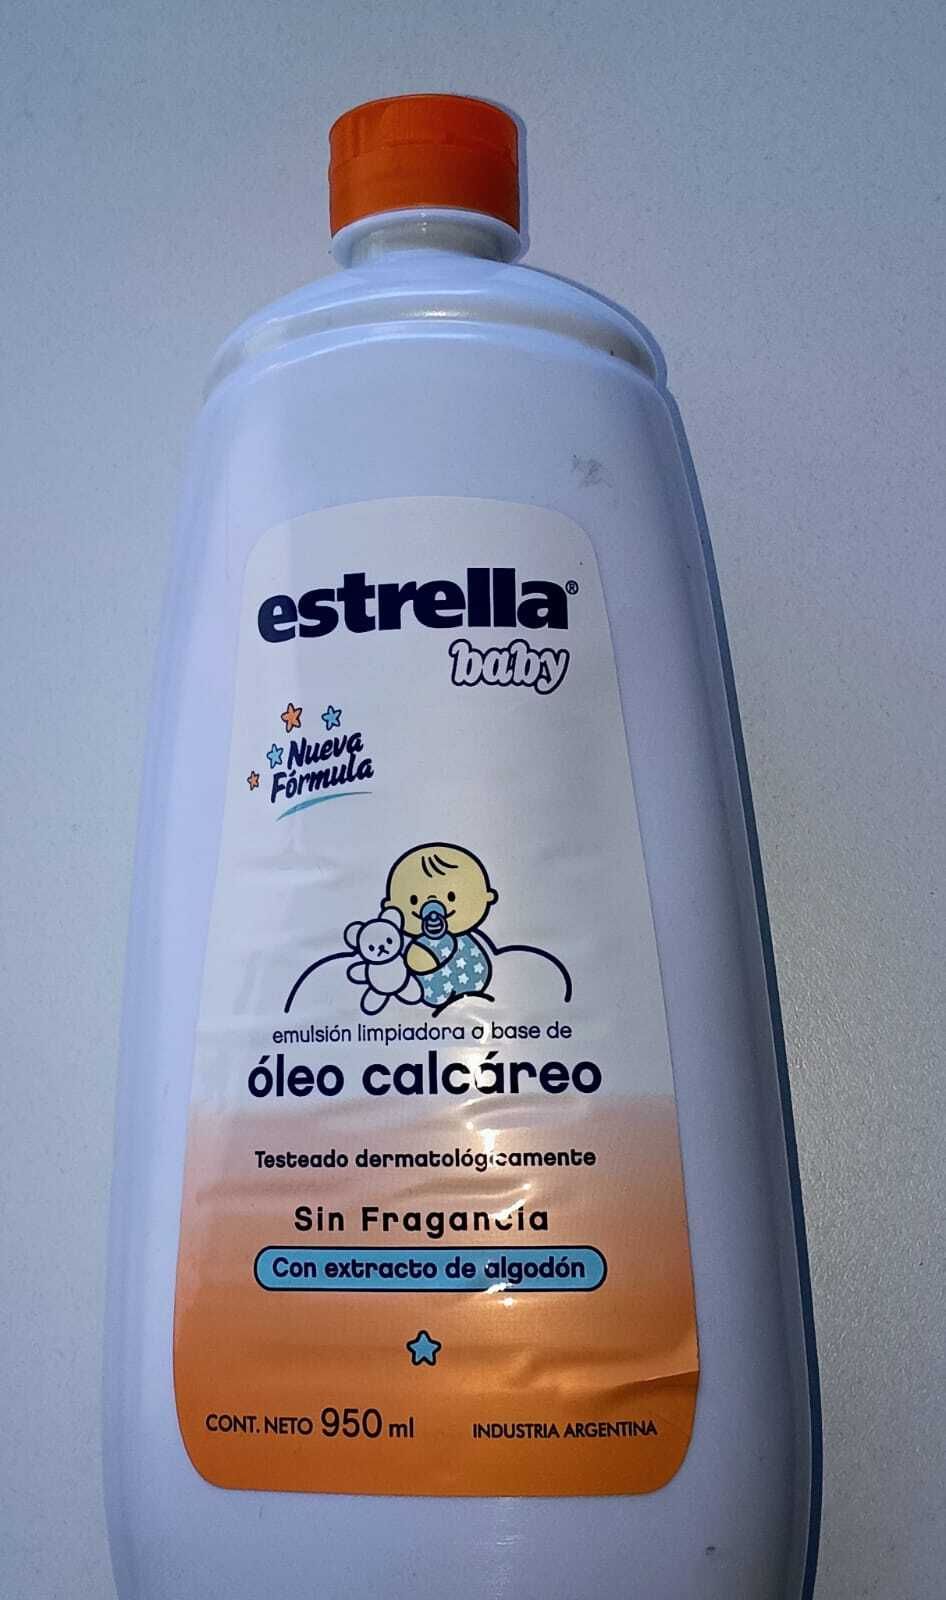 estrella®
baby
Nueva
Fórmula
emulsión limpiadora a base de
óleo calcáreo
Testeado dermatológicamente
Sin Fragancia
Con extracto de algodón
CONT. NETO 950 ml
INDUSTRIA ARGENTINA